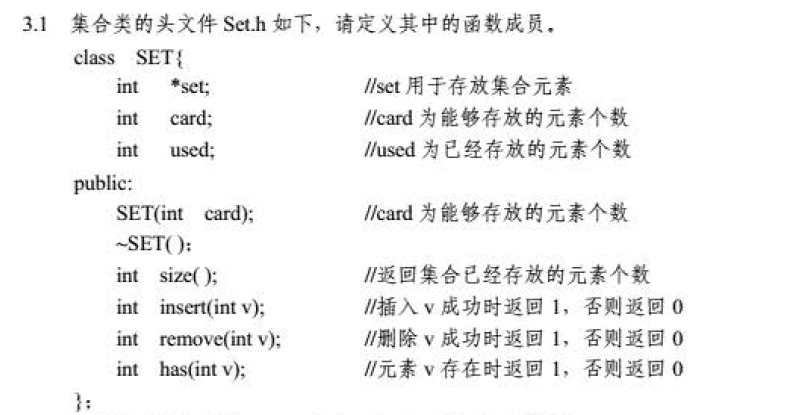 3.1 集合类的头文件 Set.h 如下，请定义其中的函数成员。
class SET{
int *set; //set 用于存放集合元素
int card; //card 为能够存放的元素个数
int used; //used 为已经存放的元素个数
public:
SET(int card); //card 为能够存放的元素个数
~SET( );
int size( ); //返回集合已经存放的元素个数
int insert(int v); //插入 v 成功时返回 1，否则返回 0
int remove(int v); //删除 v 成功时返回 1，否则返回 0
int has(int v); //元素 v 存在时返回 1，否则返回 0
};